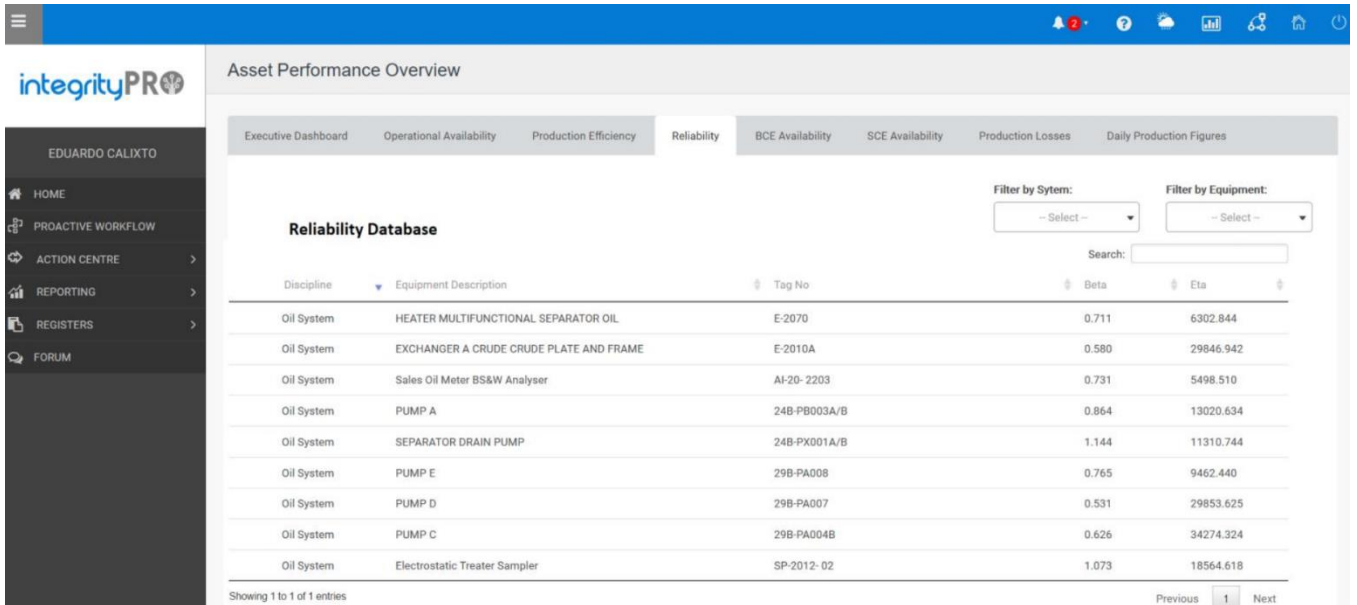 2
integrityPRO
Asset Performance Overview
Executive Dashboard Operational Availability Production Efficiency Reliability BCE Availability SCE Availability Production Losses Daily Production Figures
EDUARDO CALIXTO
HOME
PROACTIVE WORKFLOW
ACTION CENTRE
REPORTING
REGISTERS
FORUM
Filter by Sytem: Filter by Equipment:
-- Select -- -- Select --
Reliability Database
Search:
Discipline Equipment Description Tag No Beta Eta
Oil System HEATER MULTIFUNCTIONAL SEPARATOR OIL E-2070 0.711 6302.844
Oil System EXCHANGER A CRUDE CRUDE PLATE AND FRAME E-2010A 0.580 29846.942
Oil System Sales Oil Meter BS&W Analyser AI-20- 2203 0.731 5498.510
Oil System PUMP A 24B-PB003A/B 0.864 13020.634
Oil System SEPARATOR DRAIN PUMP 24B-PX001A/B 1.144 11310.744
Oil System PUMP E 29B-PA008 0.765 9462.440
Oil System PUMP D 29B-PA007 0.531 29853.625
Oil System PUMP C 29B-PA004B 0.626 34274.324
Oil System Electrostatic Treater Sampler SP-2012- 02 1.073 18564.618
Showing 1 to 1 of 1 entries
Previous 1 Next